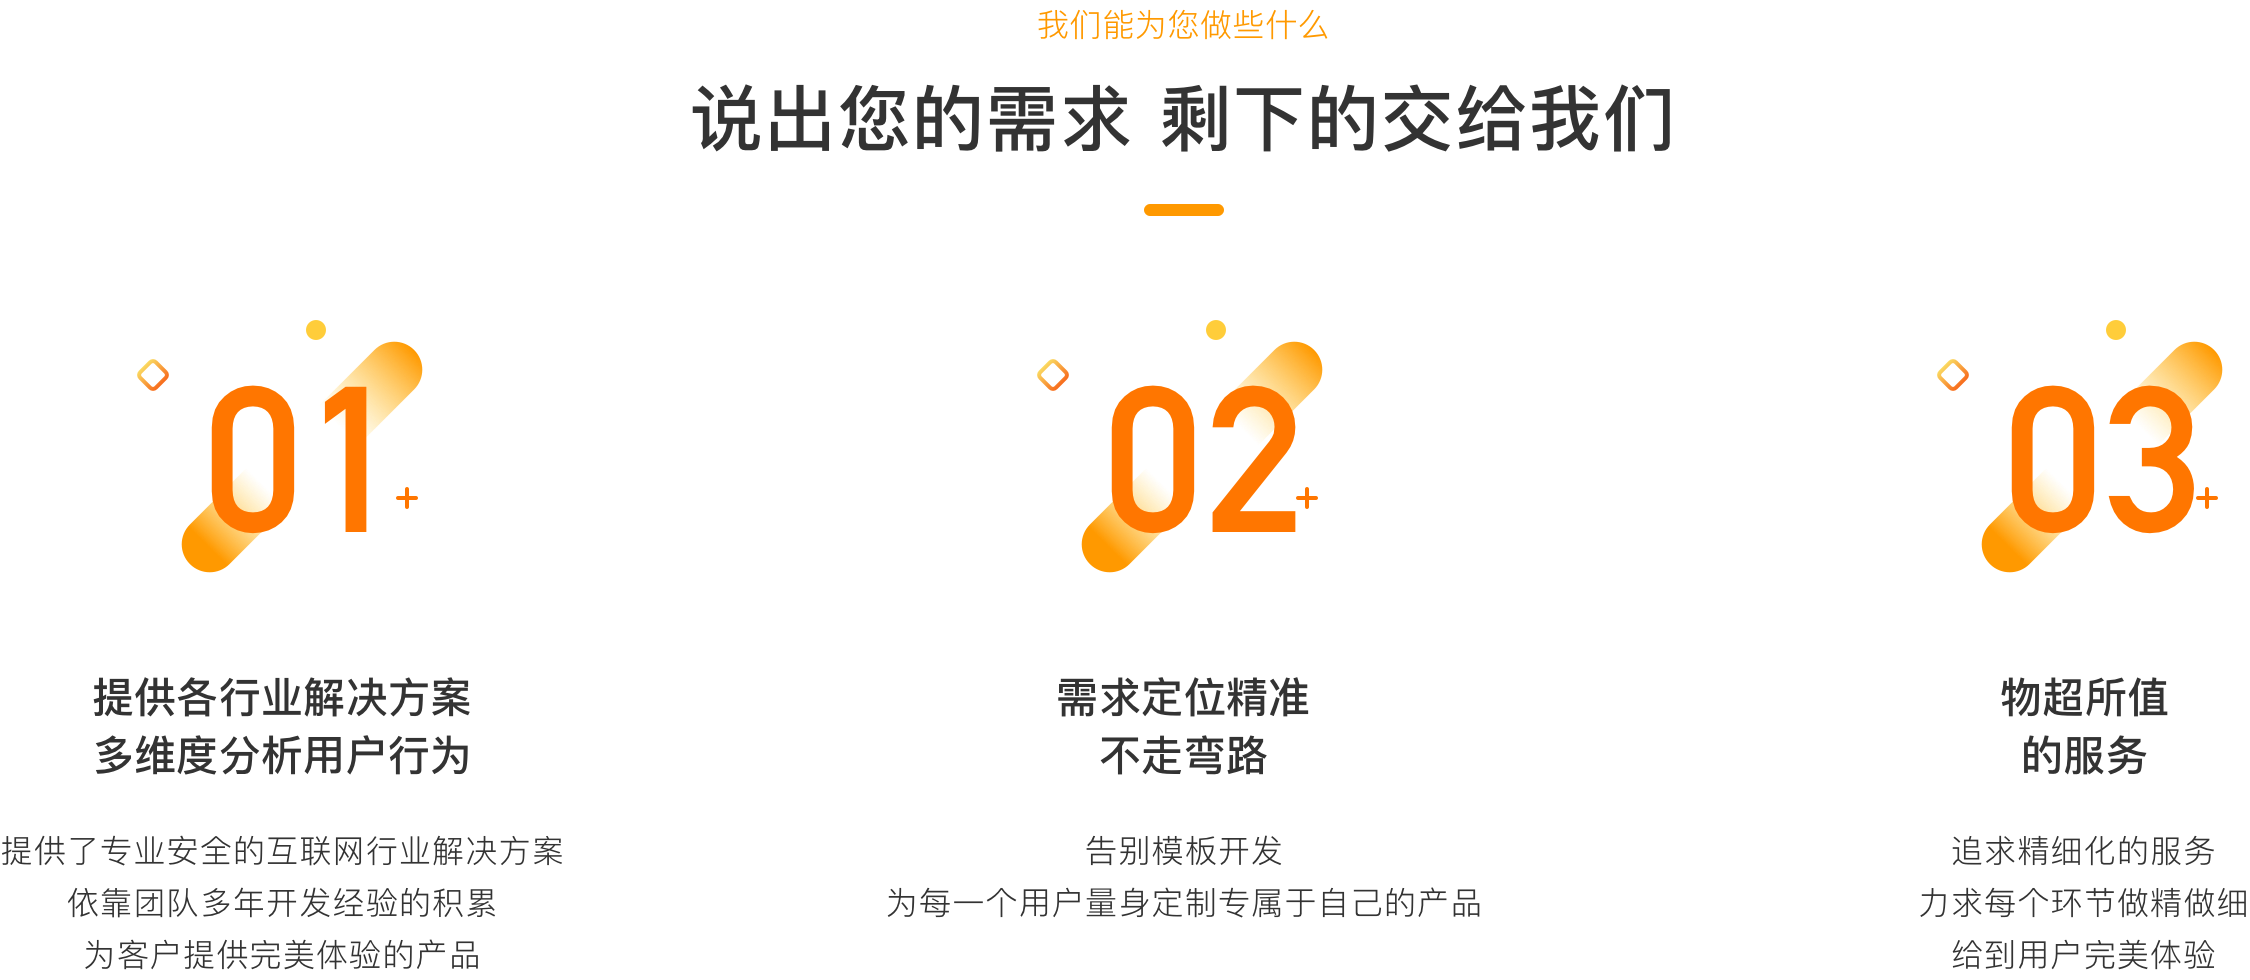 我们能为您做些什么
说出您的需求 剩下的交给我们
01
提供各行业解决方案
多维度分析用户行为
提供了专业安全的互联网行业解决方案
依靠团队多年开发经验的积累
为客户提供完美体验的产品
02
需求定位精准
不走弯路
告别模板开发
为每一个用户量身定制专属于自己的产品
03
物超所值
的服务
追求精细化的服务
力求每个环节做精做细
给到用户完美体验